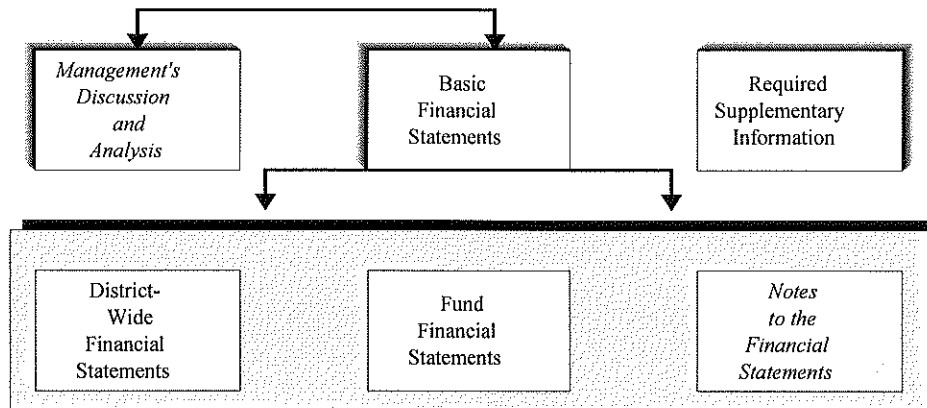 Management's
Discussion
and
Analysis
Basic
Financial
Statements
Required
Supplementary
Information
District-
Wide
Financial
Statements
Fund
Financial
Statements
Notes
to the
Financial
Statements